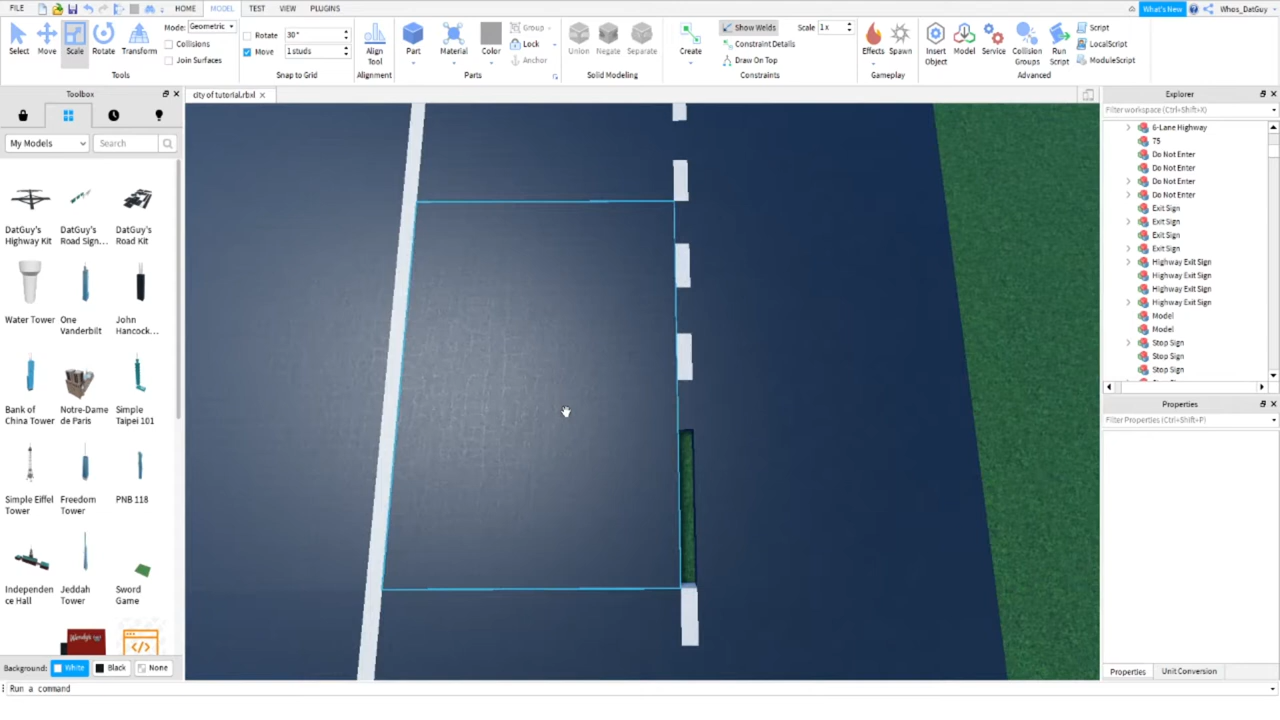 FILE HOME MODEL TEST VIEW PLUGINS What's New Whos_DatGuy
Select Move Scale Rotate Transform
Mode: Geometric
Collisions
Join Surfaces
Tools
Rotate 30°
Move 1studs
Snap to Grid
Align Tool
Alignment
Part Material Color
Group
Lock
Anchor
Parts
Union Negate Separate
Solid Modeling
Create
Show Welds
Constraint Details
Draw On Top
Scale 1x
Constraints
Effects Spawn
Gameplay
Insert Object
Model
Service
Collision Groups
Run Script
Script
LocalScript
ModuleScript
Advanced
Toolbox
My Models
Search
DatGuy's Highway Kit
DatGuy's Road Sign...
DatGuy's Road Kit
Water Tower
One Vanderbilt
John Hancock...
Bank of China Tower
Notre-Dame de Paris
Simple Taipei 101
Simple Eiffel Tower
Freedom Tower
PNB 118
Independen ce Hall
Jeddah Tower
Sword Game
Wendy's
Background: White Black None
Run a command
city of tutorial.rbxl
Explorer
Filter workspace (Ctrl+Shift+X)
6-Lane Highway
75
Do Not Enter
Do Not Enter
Do Not Enter
Do Not Enter
Exit Sign
Exit Sign
Exit Sign
Exit Sign
Highway Exit Sign
Highway Exit Sign
Highway Exit Sign
Highway Exit Sign
Model
Model
Stop Sign
Stop Sign
Stop Sign
Properties
Filter Properties (Ctrl+Shift+P)
Properties Unit Conversion